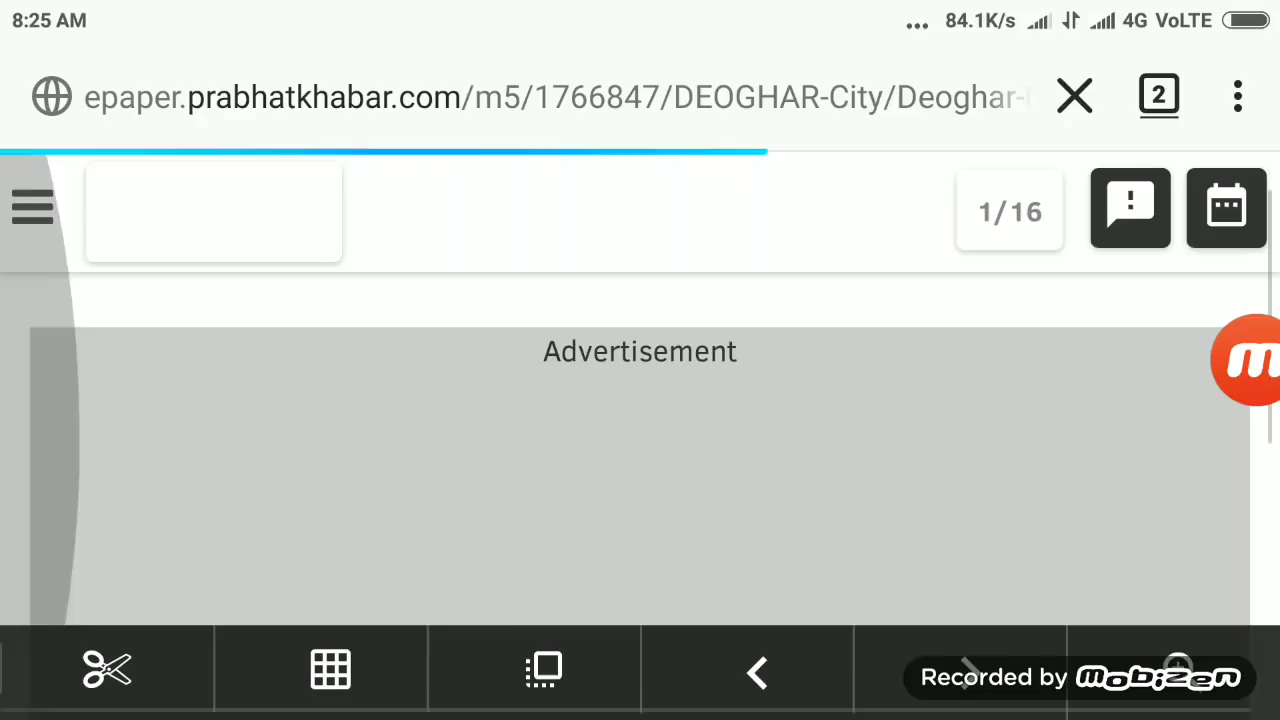 8:25 AM
... 84.1K/s 4G VoLTE
epaper.prabhatkhabar.com/m5/1766847/DEOGHAR-City/Deoghar-
2
1/16
Advertisement
m
Recorded by mobizen